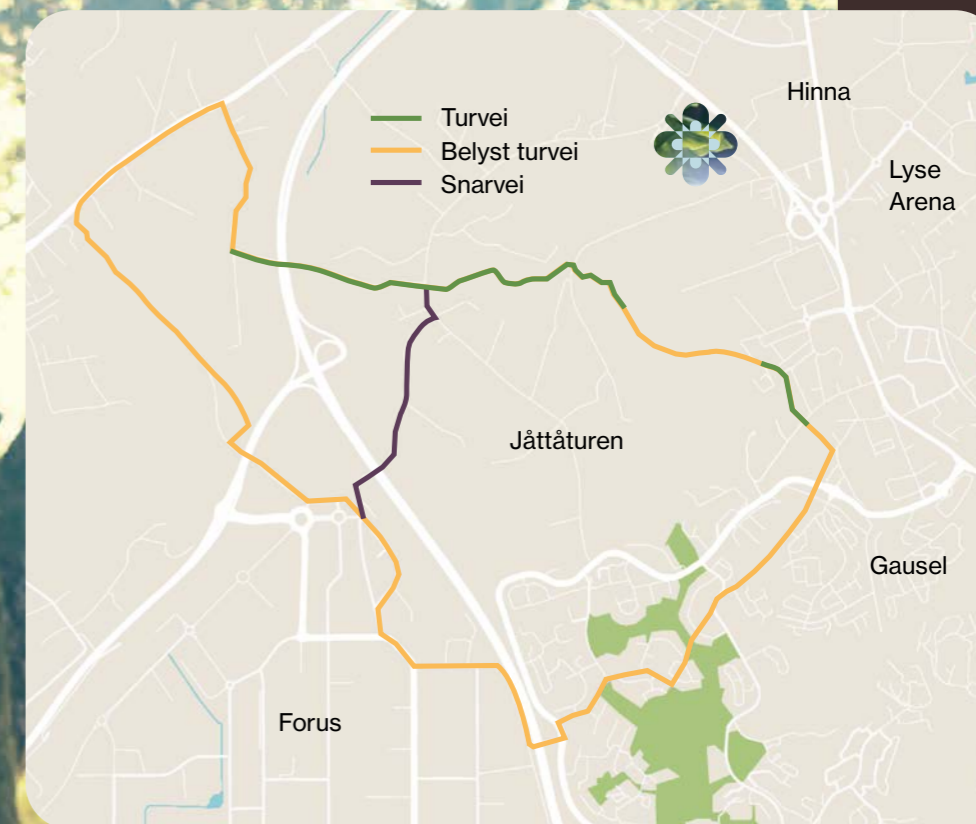 Hinna
Turvei
Belyst turvei
Snarvei
Lyse
Arena
Jåttåturen
Gausel
Forus